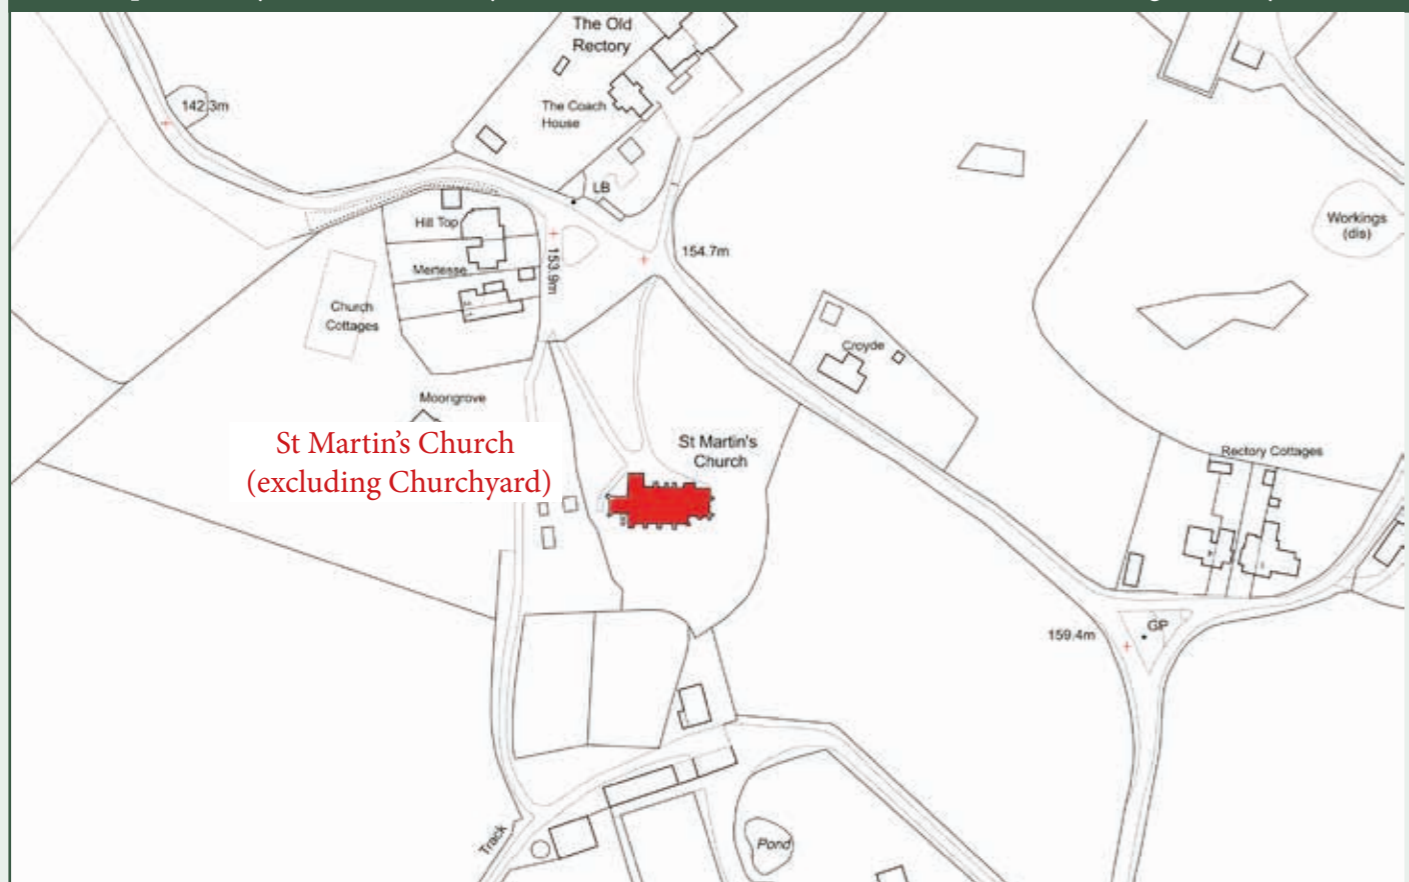 The Old
Rectory
142.3m
The Coach
House
LB
Hill Top
154.7m
Workings
(dis)
153.9m
Mertesse
Church
Cottages
Croyde
Moongrove
St Martin's
Church
St Martin's Church
(excluding Churchyard)
Rectory Cottages
GP
159.4m
Track
Pond